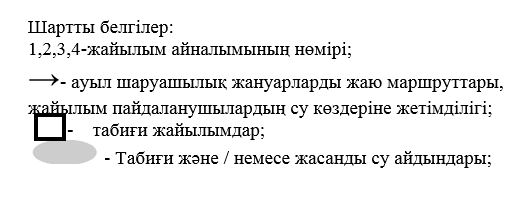 Шартты белгілер:
1,2,3,4-жайылым айналымының нөмірі;
→- ауыл шаруашылық жануарларды жаю маршруттары,
жайылым пайдаланушылардың су көздеріне жетімділігі;
- табиғи жайылымдар;
- Табиғи және / немесе жасанды су айдындары;